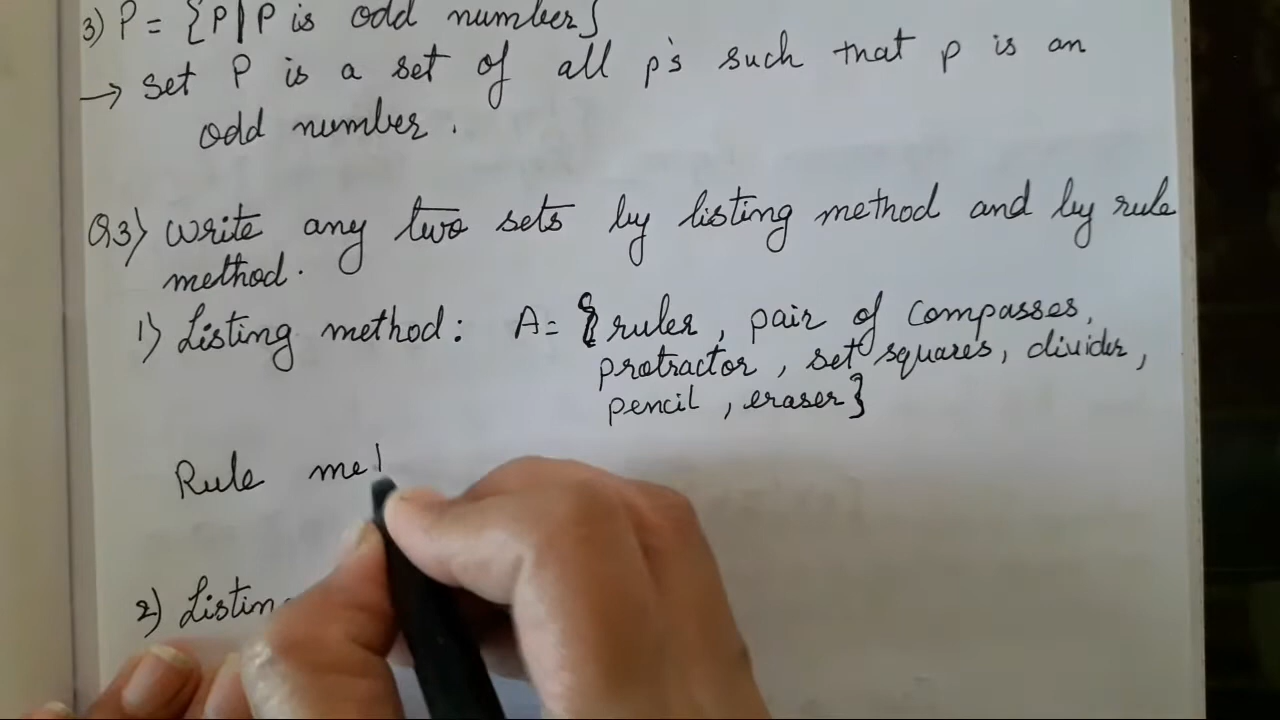 3) P = {P|P is odd number}
→ Set P is a set of all p's such that p is an
odd number.
Q3) Write any two sets by listing method and by rule
method.
1) Listing method: A= {ruler, pair of compasses,
protractor, set squares, divider,
pencil, eraser}
Rule
2)